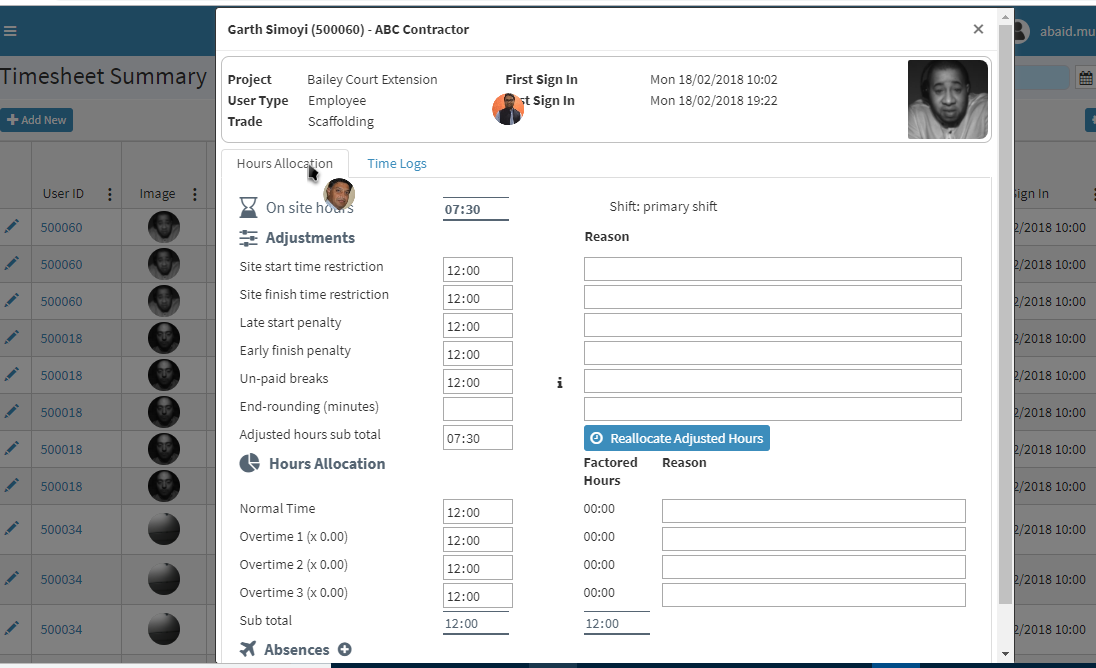 Garth Simoyi (500060) - ABC Contractor
abaid.mu
Timesheet Summary
Add New
Project Bailey Court Extension First Sign In Mon 18/02/2018 10:02
User Type Employee st Sign In Mon 18/02/2018 19:22
Trade Scaffolding
Hours Allocation Time Logs
User ID Image
ign In
500060
2/2018 10:00
500060
2/2018 10:00
500060
2/2018 10:00
500018
2/2018 10:00
500018
2/2018 10:00
500018
2/2018 10:00
500018
2/2018 10:00
500018
2/2018 10:00
500034
2/2018 10:00
500034
2/2018 10:00
500034
2/2018 10:00
On site hours 07:30 Shift: primary shift
Adjustments Reason
Site start time restriction 12:00
Site finish time restriction 12:00
Late start penalty 12:00
Early finish penalty 12:00
Un-paid breaks 12:00
End-rounding (minutes)
Adjusted hours sub total 07:30 Reallocate Adjusted Hours
Hours Allocation Factored Hours Reason
Normal Time 12:00 00:00
Overtime 1 (x 0.00) 12:00 00:00
Overtime 2 (x 0.00) 12:00 00:00
Overtime 3 (x 0.00) 12:00 00:00
Sub total 12:00 12:00
Absences